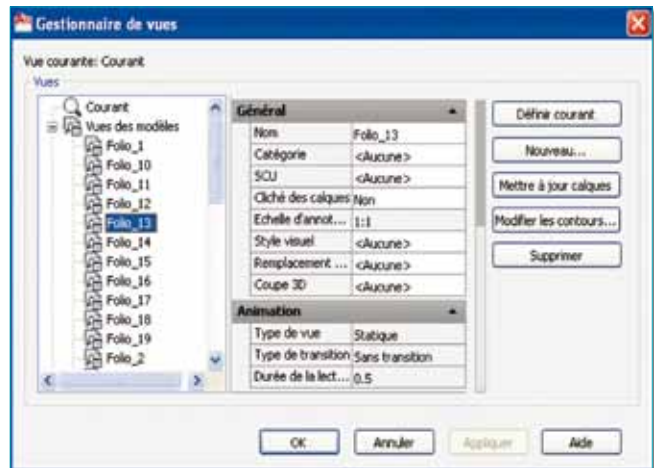 Gestionnaire de vues
Vue courante: Courant
Vues
Courant
Vues des modèles
Folio_1
Folio_10
Folio_11
Folio_12
Folio_13
Folio_14
Folio_15
Folio_16
Folio_17
Folio_18
Folio_19
Folio_2
Général
Nom Folio_13
Catégorie <Aucune>
SCU <Aucune>
Cliché des calques Non
Echelle d'annot... 1:1
Style visuel <Aucune>
Remplacement ... <Aucune>
Coupe 3D <Aucune>
Animation
Type de vue Statique
Type de transition Sans transition
Durée de la lect... 0.5
Définir courant
Nouveau...
Mettre à jour calques
Modifier les contours...
Supprimer
OK Annuler Appliquer Aide